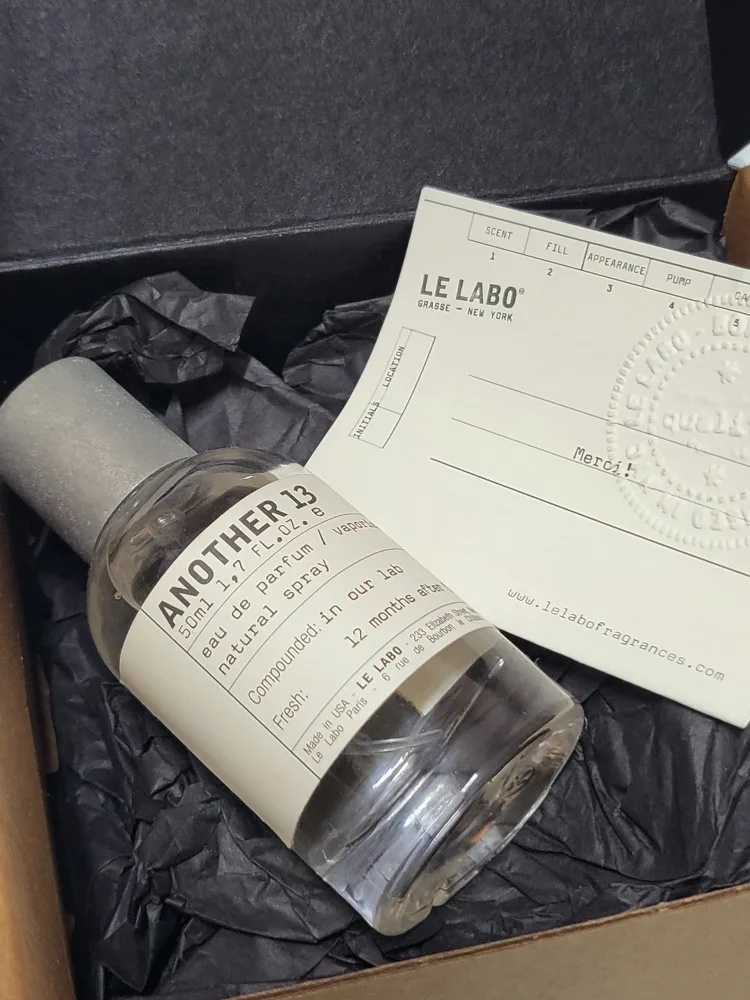 SCENT FILL APPEARANCE PUMP
1 2 3 4 5
LE LABO®
GRASSE — NEW YORK
LOCATION
INITIALS
Merci!
www.lelabofragrances.com
ANOTHER 13
50ml 1,7 FL.OZ. e
eau de parfum /
natural spray
Compounded: in our lab
Fresh: 12 months after
Made in USA - LE LABO - 233 Elizabeth Street
Le Labo Paris - 6 rue de Bourbon le